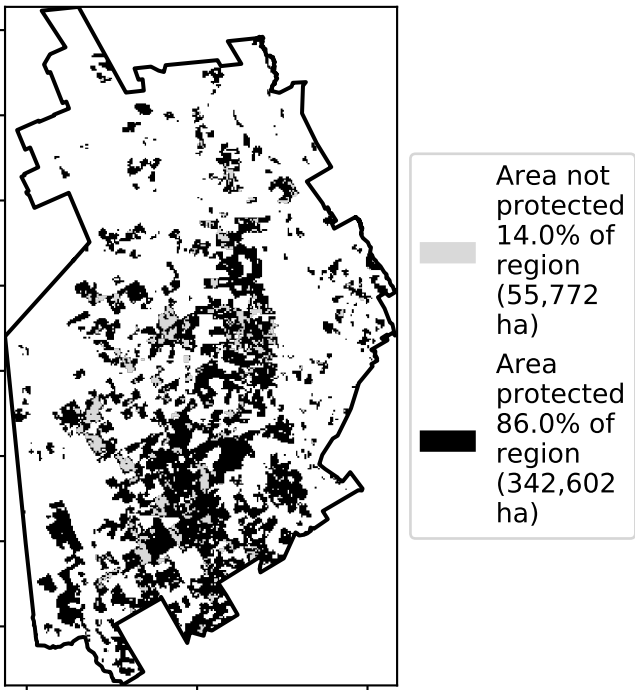 Area not
protected
14.0% of
region
(55,772
ha)
Area
protected
86.0% of
region
(342,602
ha)